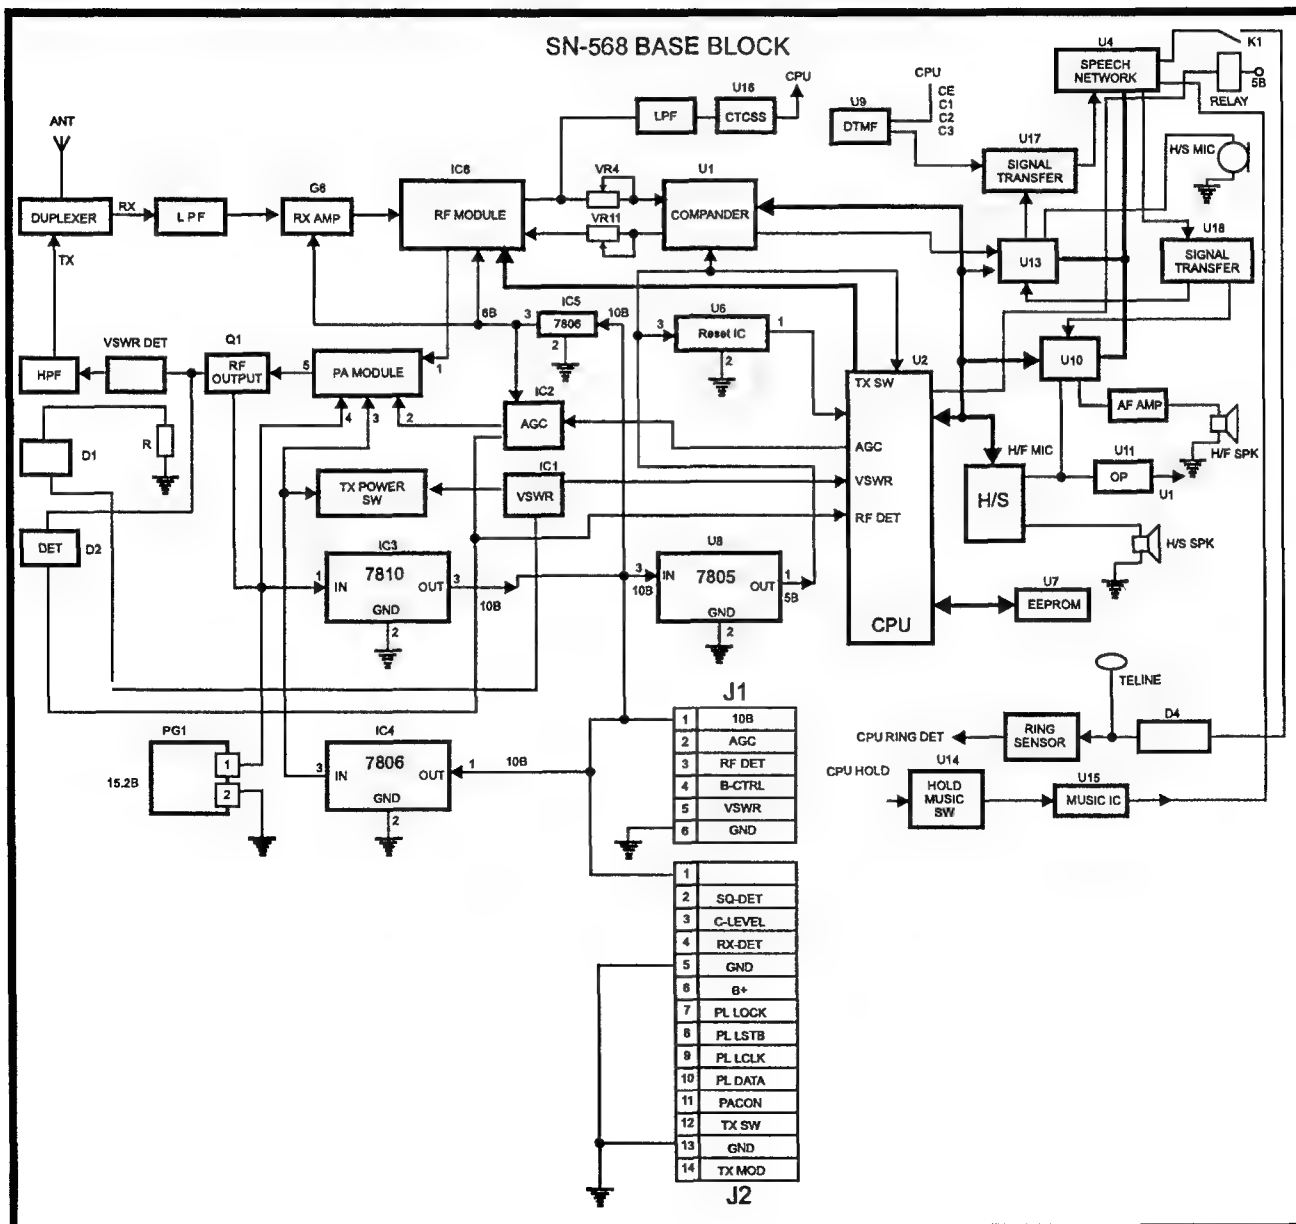 SN-568 BASE BLOCK
U4
SPEECH
NETWORK
K1
5B
RELAY
CPU
U16
LPF
CTCSS
CPU
CE
C1
C2
C3
U9
DTMF
U17
SIGNAL
TRANSFER
H/S MIC
ANT
DUPLEXER
RX
TX
LPF
G6
RX AMP
IC6
RF MODULE
VR4
VR11
U1
COMPANDER
U13
U18
SIGNAL
TRANSFER
6B
3
IC5
7806
2
10B
3
U6
Reset IC
1
2
U2
U10
AF AMP
H/F SPK
HPF
VSWR DET
Q1
RF
OUTPUT
5
PA MODULE
1
4
3
2
IC2
AGC
TX SW
AGC
VSWR
RF DET
CPU
H/F MIC
H/S
U11
OP
U1
H/S SPK
D1
R
TX POWER
SW
IC1
VSWR
DET
D2
IC3
1
IN
7810
OUT
3
10B
GND
2
U8
3
10B
IN
7805
OUT
1
5B
GND
2
U7
EEPROM
TELINE
CPU RING DET
RING
SENSOR
D4
CPU HOLD
U14
HOLD
MUSIC
SW
U15
MUSIC IC
PG1
15.2B
1
2
IC4
3
IN
7806
OUT
1
10B
GND
2
J1
1 10B
2 AGC
3 RF DET
4 B-CTRL
5 VSWR
6 GND
1
2 SQ-DET
3 C-LEVEL
4 RX-DET
5 GND
6 B+
7 PL LOCK
8 PL LSTB
9 PL LCLK
10 PL DATA
11 PACON
12 TX SW
13 GND
14 TX MOD
J2